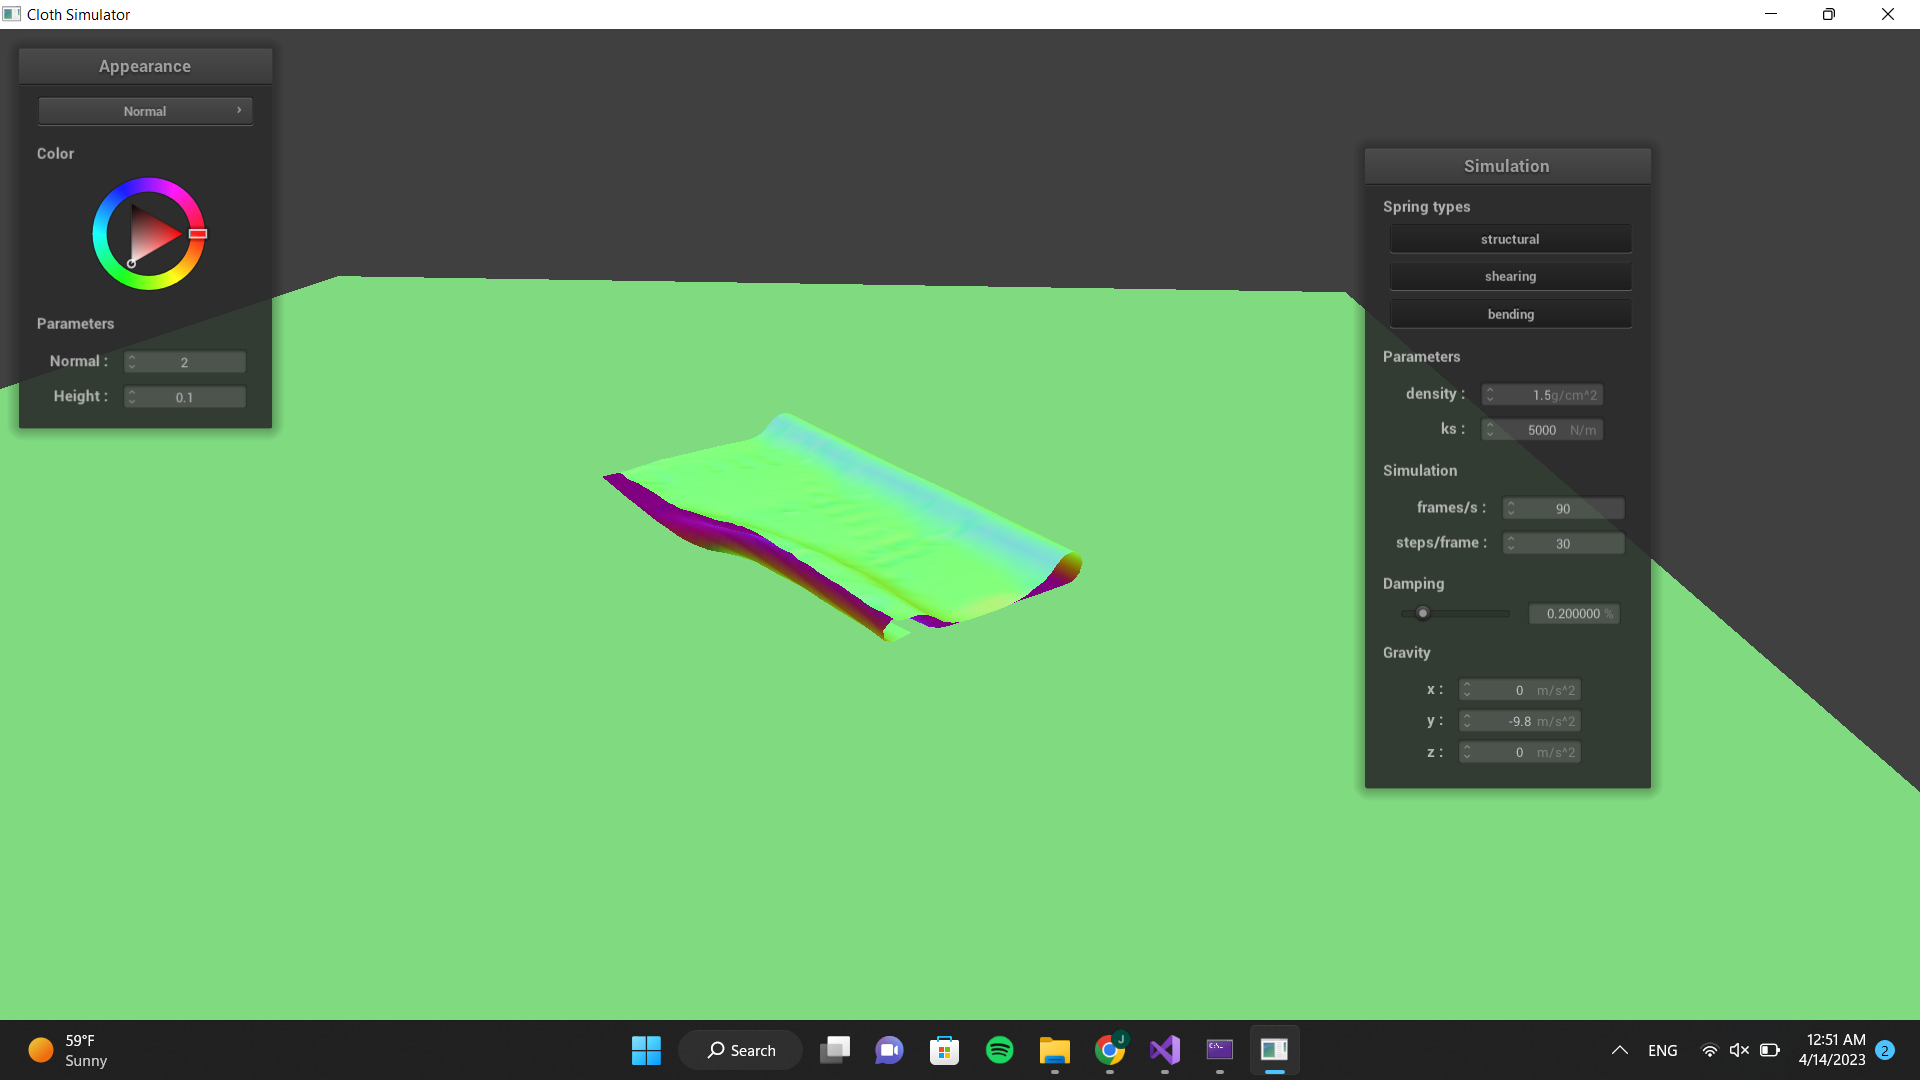 Cloth Simulator
Appearance
Normal
Color
Parameters
Normal : 2
Height : 0.1
Simulation
Spring types
structural
shearing
bending
Parameters
density : 1.5g/cm^2
ks : 5000 N/m
Simulation
frames/s : 90
steps/frame : 30
Damping
0.200000 %
Gravity
x : 0 m/s^2
y : -9.8 m/s^2
z : 0 m/s^2
59°F
Sunny
Search
J
ENG
12:51 AM
4/14/2023
2